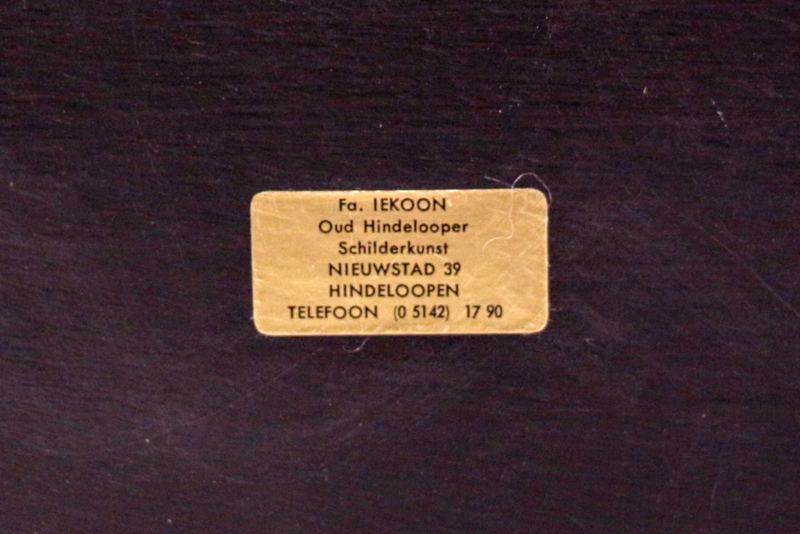 Fa. IEKOON
Oud Hindelooper
Schilderkunst
NIEUWSTAD 39
HINDELOOPEN
TELEFOON (0 5142) 17 90